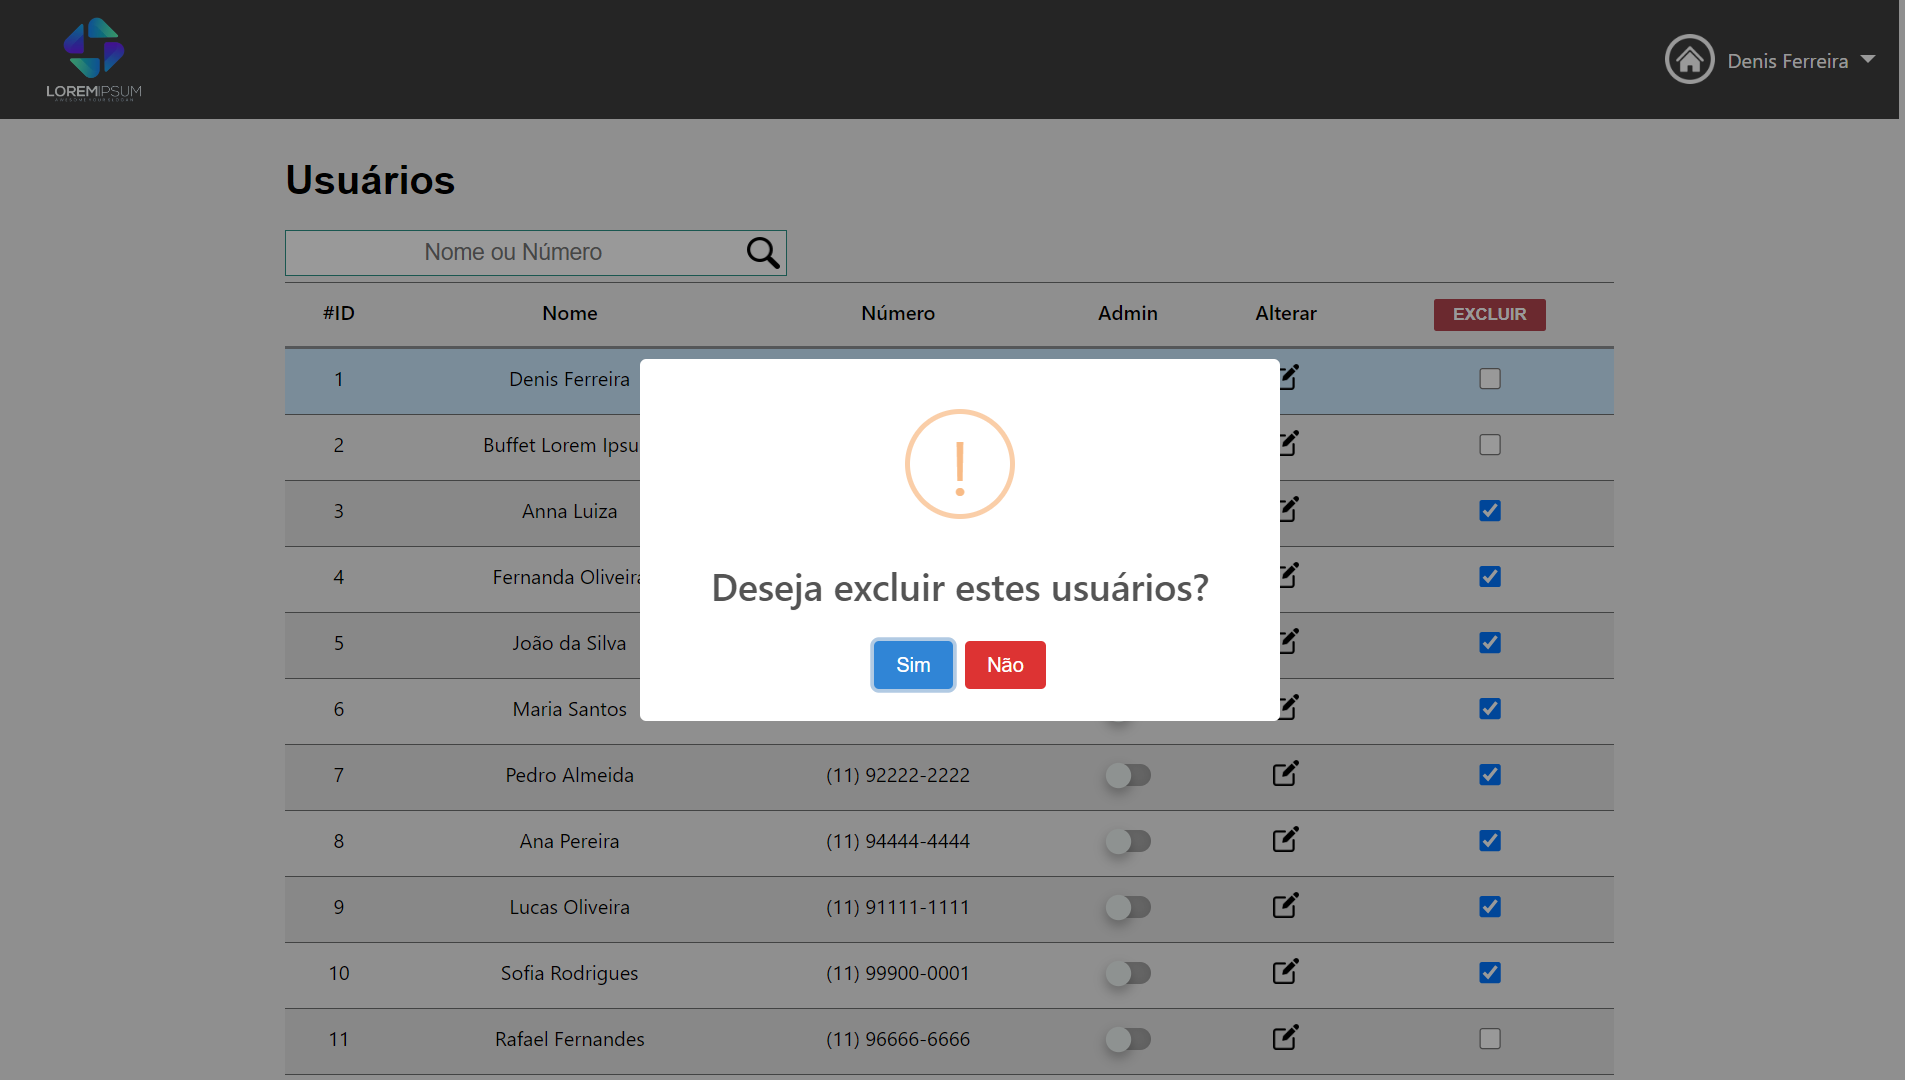 LOREMIPSUM
Denis Ferreira
Usuários
Nome ou Número
#ID Nome Número Admin Alterar EXCLUIR
1 Denis Ferreira
2 Buffet Lorem
3 Anna Luiza
4 Fernanda
5 João da Silva
6 Maria Santos
Deseja excluir estes usuários?
Sim Não
7 Pedro Almeida (11) 92222-2222
8 Ana Pereira (11) 94444-4444
9 Lucas Oliveira (11) 91111-1111
10 Sofia Rodrigues (11) 99900-0001
11 Rafael Fernandes (11) 96666-6666